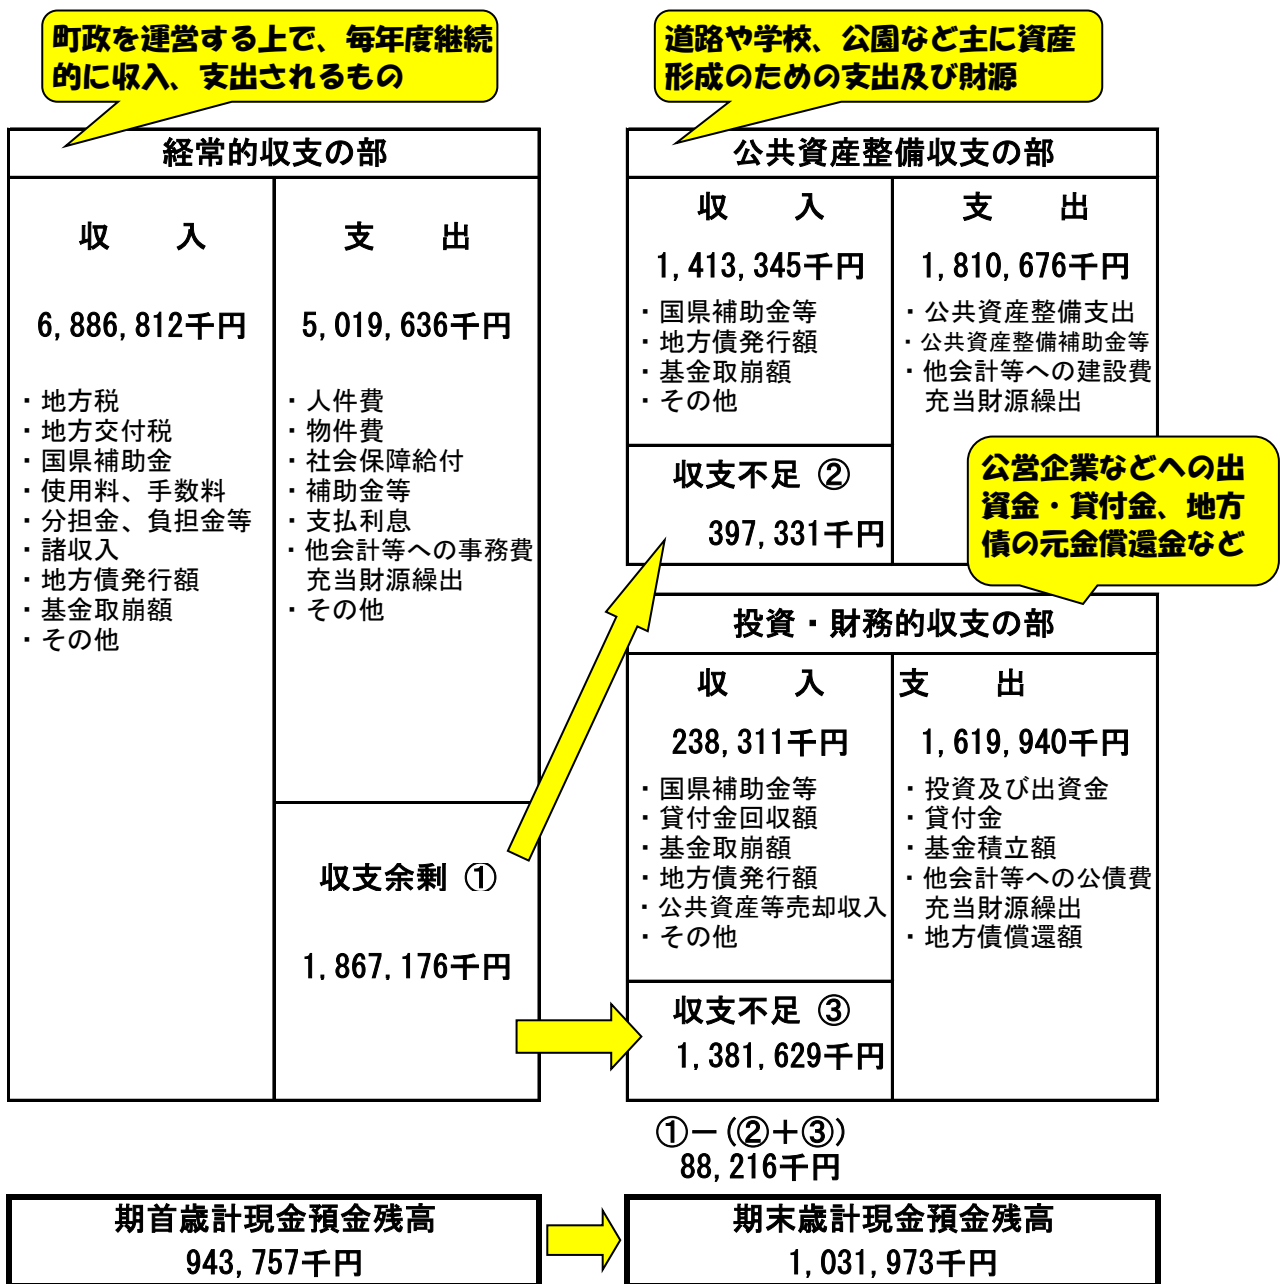 町政を運営する上で、毎年度継続
的に収入、支出されるもの
経常的収支の部
収　入
6,886,812千円
・地方税
・地方交付税
・国県補助金
・使用料、手数料
・分担金、負担金等
・諸収入
・地方債発行額
・基金取崩額
・その他
支　出
5,019,636千円
・人件費
・物件費
・社会保障給付
・補助金等
・支払利息
・他会計等への事務費
充当財源繰出
・その他
収支余剰 ①
1,867,176千円
道路や学校、公園など主に資産
形成のための支出及び財源
公共資産整備収支の部
収　入
1,413,345千円
・国県補助金等
・地方債発行額
・基金取崩額
・その他
収支不足 ②
397,331千円
支　出
1,810,676千円
・公共資産整備支出
・公共資産整備補助金等
・他会計等への建設費
充当財源繰出
公営企業などへの出
資金・貸付金、地方
債の元金償還金など
投資・財務的収支の部
収　入
238,311千円
・国県補助金等
・貸付金回収額
・基金取崩額
・地方債発行額
・公共資産等売却収入
・その他
収支不足 ③
1,381,629千円
支　出
1,619,940千円
・投資及び出資金
・貸付金
・基金積立額
・他会計等への公債費
充当財源繰出
・地方債償還額
①－(②＋③)
88,216千円
期首歳計現金預金残高
943,757千円
期末歳計現金預金残高
1,031,973千円